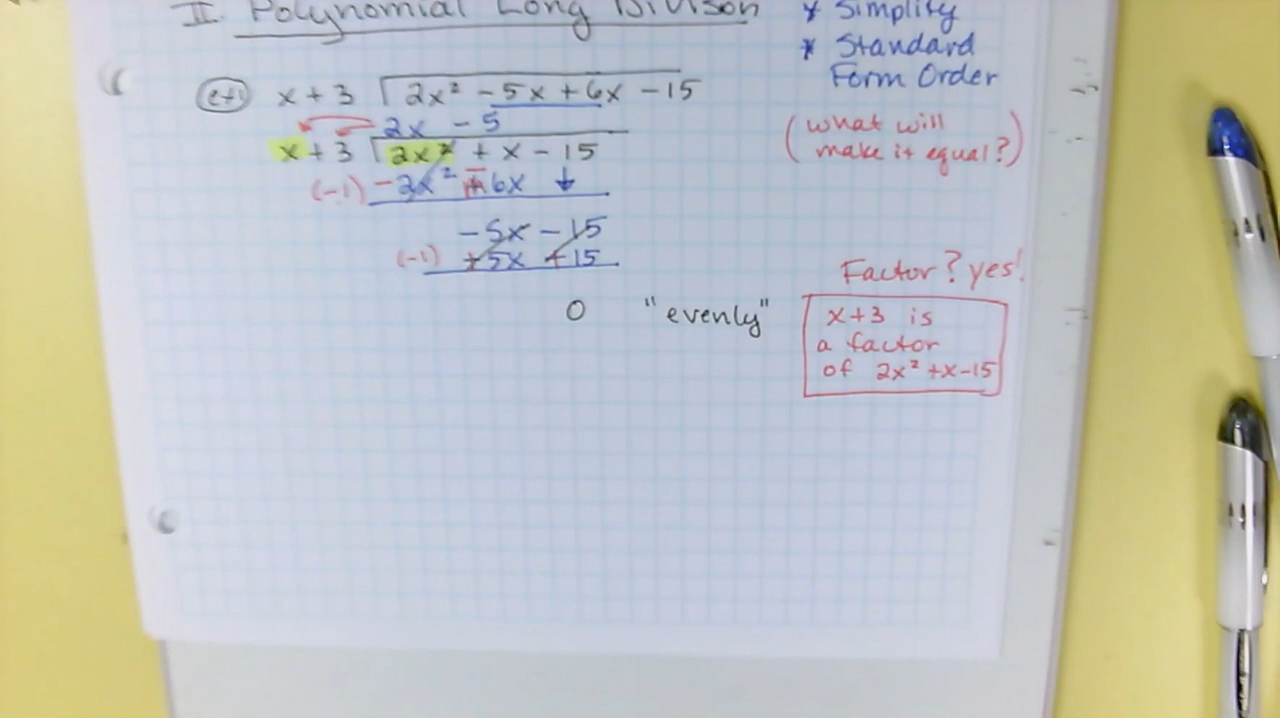 II. Polynomial Long Divison
* Simplify
* Standard
Form Order
(what will
make it equal?)
ex1 x + 3 2x² - 5x + 6x - 15
2x - 5
x + 3 2x² + x - 15
(-1) - 2x² - 6x ↓
- 5x - 15
(-1) + 5x + 15
0 "evenly"
Factor? yes!
x+3 is
a factor
of 2x² +x-15